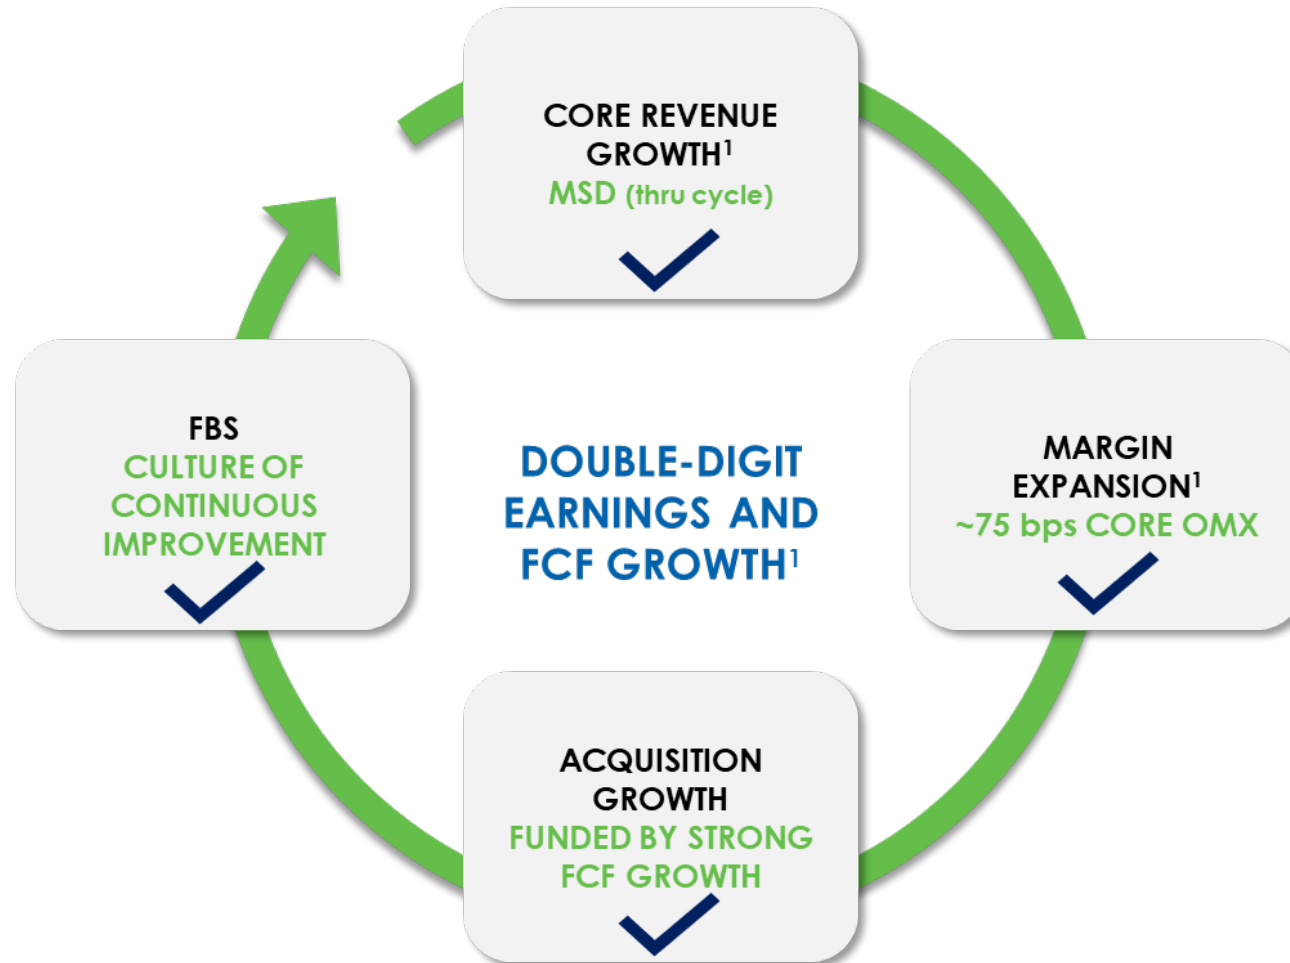 CORE REVENUE
GROWTH¹
MSD (thru cycle)
FBS
CULTURE OF
CONTINUOUS
IMPROVEMENT
DOUBLE-DIGIT
EARNINGS AND
FCF GROWTH¹
MARGIN
EXPANSION¹
~75 bps CORE OMX
ACQUISITION
GROWTH
FUNDED BY STRONG
FCF GROWTH